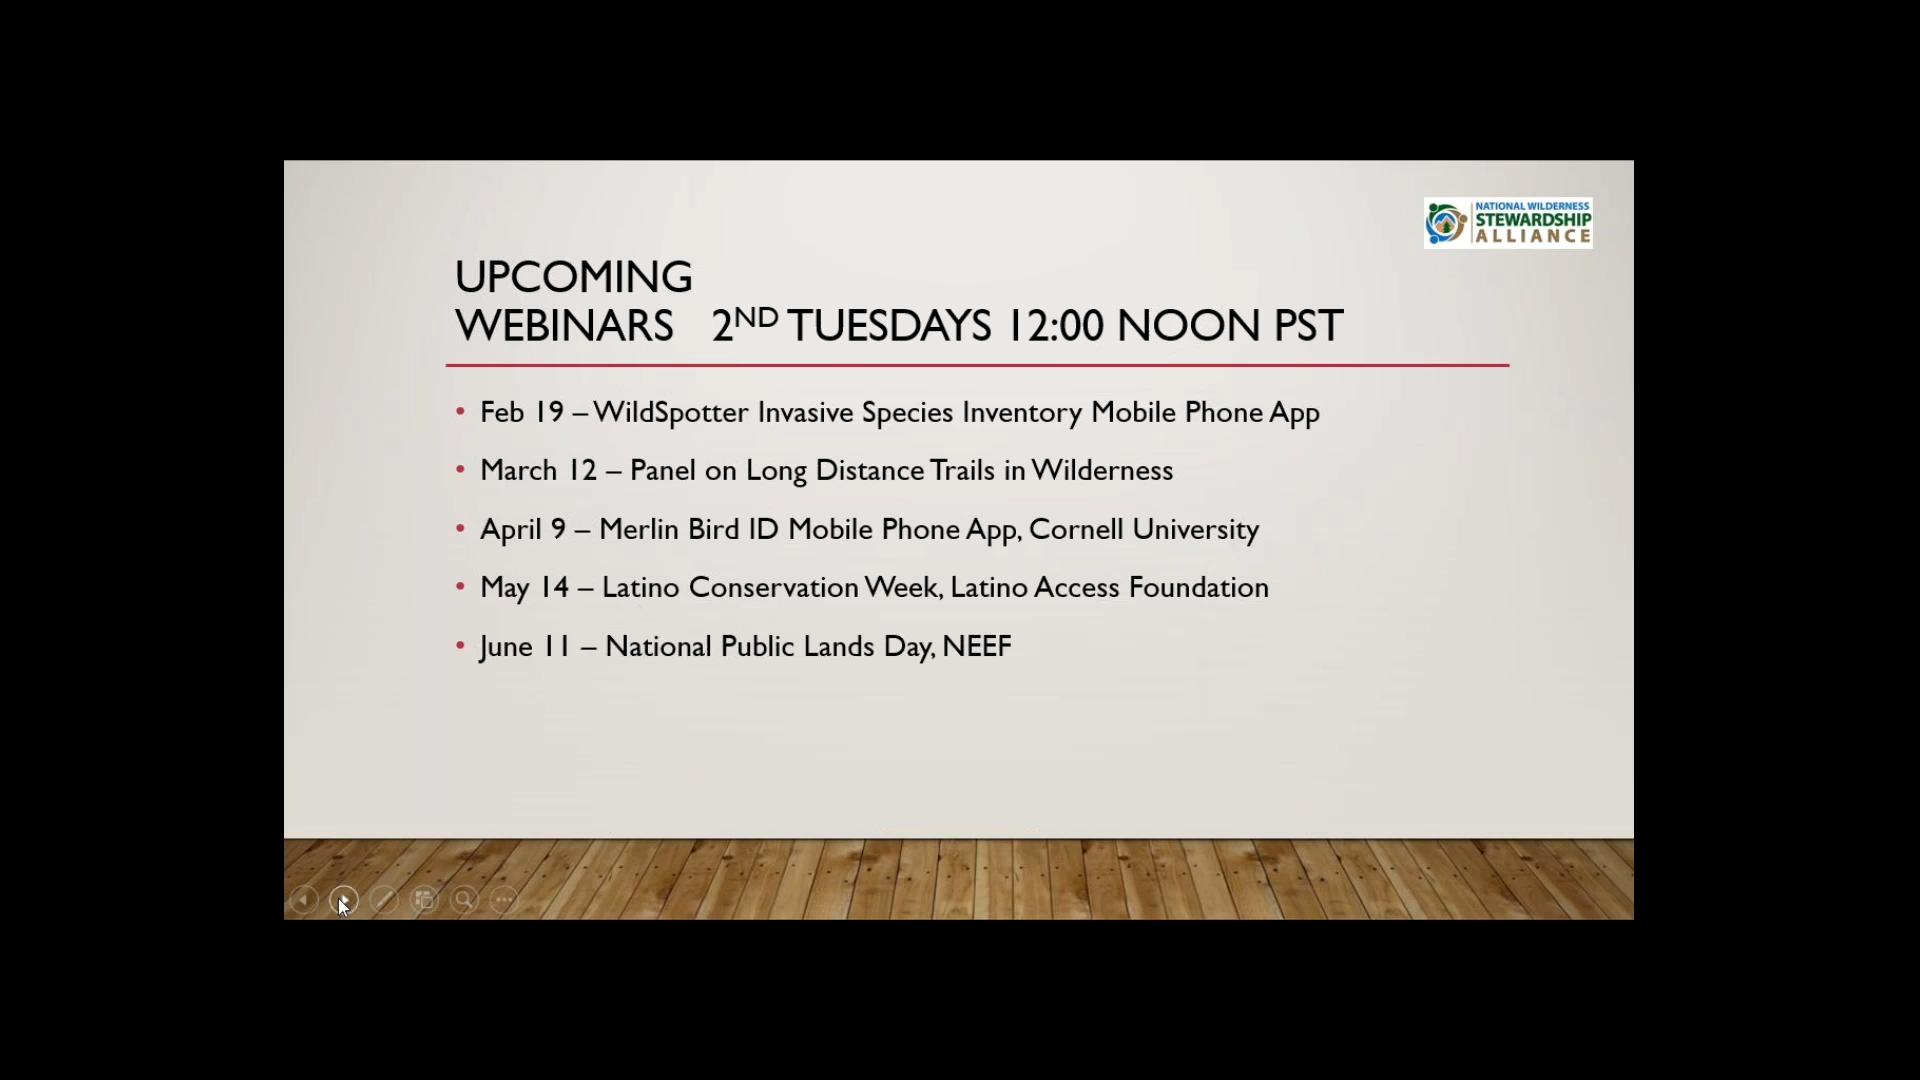 NATIONAL WILDERNESS
STEWARDSHIP
ALLIANCE
UPCOMING
WEBINARS 2ND TUESDAYS 12:00 NOON PST
• Feb 19 – WildSpotter Invasive Species Inventory Mobile Phone App
• March 12 – Panel on Long Distance Trails in Wilderness
• April 9 – Merlin Bird ID Mobile Phone App, Cornell University
• May 14 – Latino Conservation Week, Latino Access Foundation
• June 11 – National Public Lands Day, NEEF